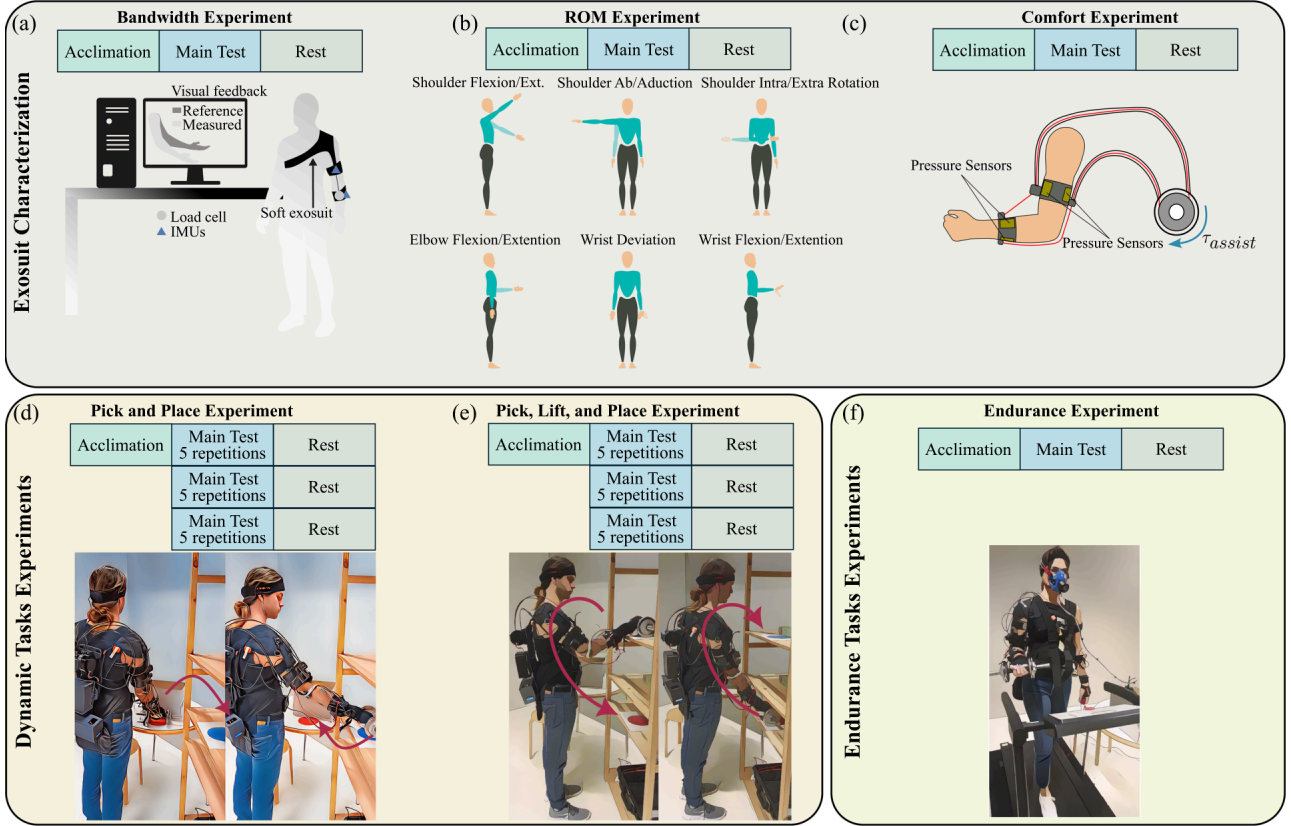 Exosuit Characterization
(a)
Bandwidth Experiment
Acclimation Main Test Rest
Visual feedback
Reference
Measured
Soft exosuit
Load cell
IMUs
(b)
ROM Experiment
Acclimation Main Test Rest
Shoulder Flexion/Ext. Shoulder Ab/Aduction Shoulder Intra/Extra Rotation
Elbow Flexion/Extention Wrist Deviation Wrist Flexion/Extention
(c)
Comfort Experiment
Acclimation Main Test Rest
Pressure Sensors
Pressure Sensors
τassist
Dynamic Tasks Experiments
(d)
Pick and Place Experiment
Acclimation Main Test
5 repetitions Rest
Main Test
5 repetitions Rest
Main Test
5 repetitions Rest
(e)
Pick, Lift, and Place Experiment
Acclimation Main Test
5 repetitions Rest
Main Test
5 repetitions Rest
Main Test
5 repetitions Rest
Endurance Tasks Experiments
(f)
Endurance Experiment
Acclimation Main Test Rest